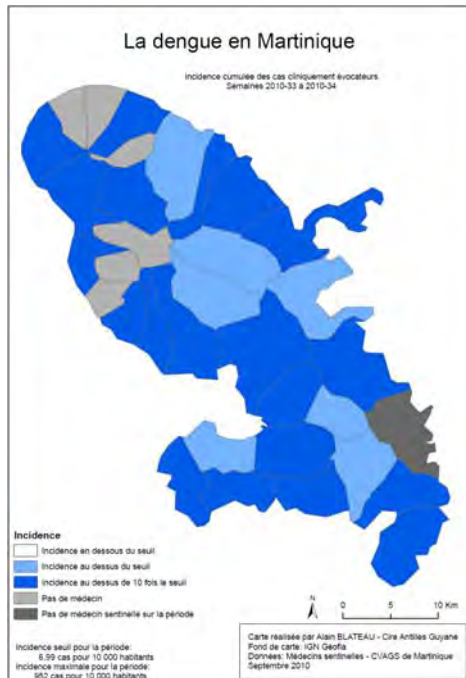 La dengue en Martinique
Incidence cumulée des cas cliniquement évocateurs
Semaines 2010-33 à 2010-34
Incidence
Incidence en dessous du seuil
Incidence au dessus du seuil
Incidence au dessus de 10 fois le seuil
Pas de médecin
Pas de médecin sentinelle sur la période
N
0 5 10 Km
Incidence seuil pour la période:
6,99 cas pour 10 000 habitants
Incidence maximale pour la période:
952 cas pour 10 000 habitants
Carte réalisée par Alain BLATEAU - Cire Antilles Guyane
Fond de carte: IGN Géofla
Données: Médecins sentinelles - CVAGS de Martinique
Septembre 2010